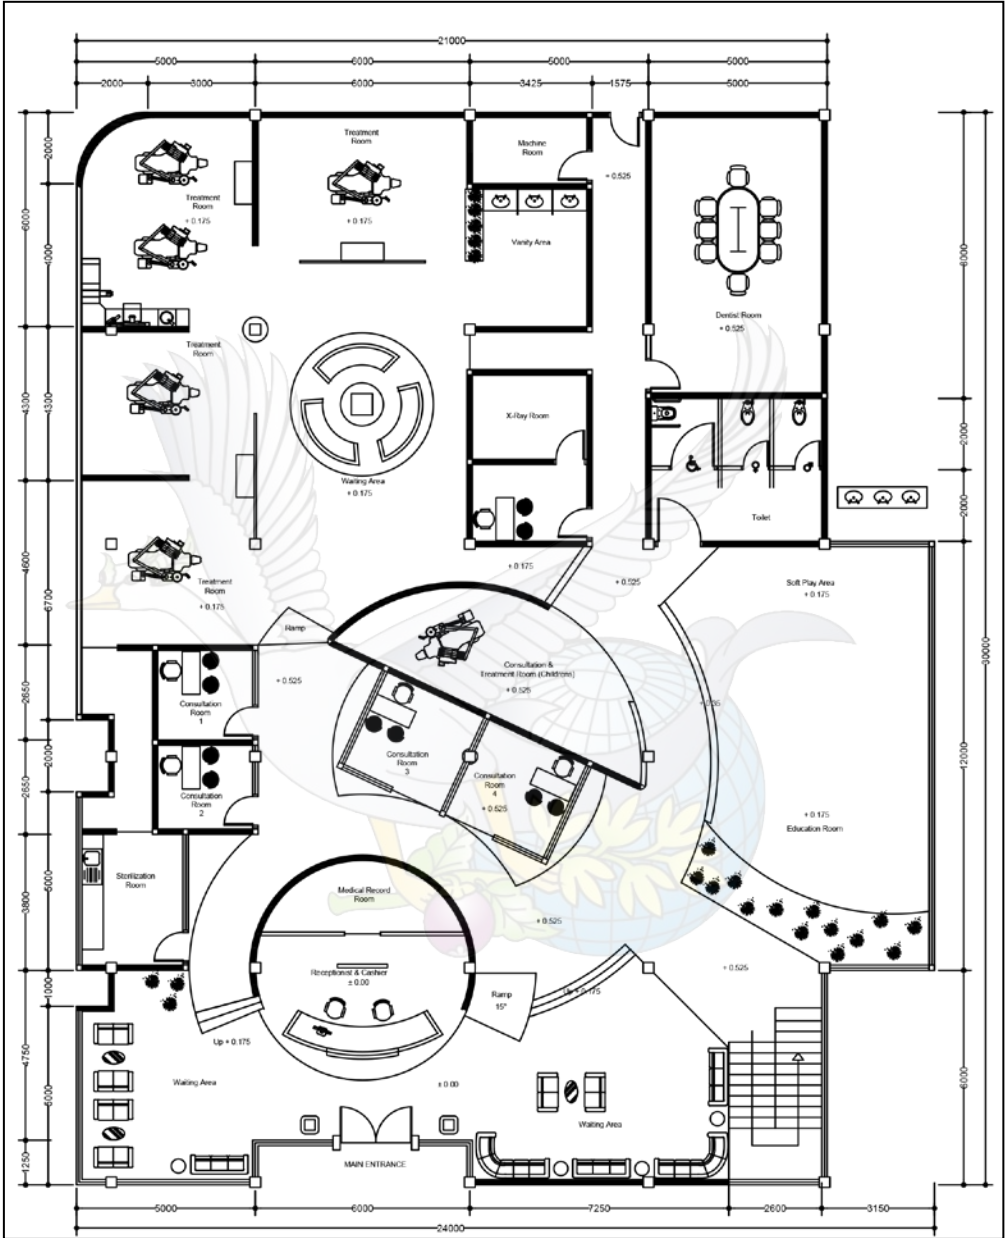 21000
5000 6000 5000 5000
2000 3000 6000 3425 1575 5000
2000
6000
4000
4300
4300
4600
6700
2650
2000
2650
5000
3800
1000
4750
6000
1250
8000
2000
2000
12000
30000
6000
Treatment
Room
Treatment
Room
+ 0.175
+ 0.175
Machine
Room
+ 0.525
Vanity Area
Dentist Room
+ 0.525
Treatment
Room
X-Ray Room
Waiting Area
+ 0.175
Toilet
+ 0.175
+ 0.525
Soft Play Area
+ 0.175
Treatment
Room
+ 0.175
Ramp
Consultation &
Treatment Room (Childrens)
+ 0.525
+ 0.525
Consultation
Room
1
Consultation
Room
3
Consultation
Room
4
+ 0.525
Consultation
Room
2
+ 0.175
Education Room
Sterilization
Room
Medical Record
Room
+ 0.525
+ 0.525
Receptionist & Cashier
± 0.00
Ramp
15°
Up + 0.175
Up + 0.175
Waiting Area
± 0.00
Waiting Area
MAIN ENTRANCE
5000 6000 7250 2600 3150
24000